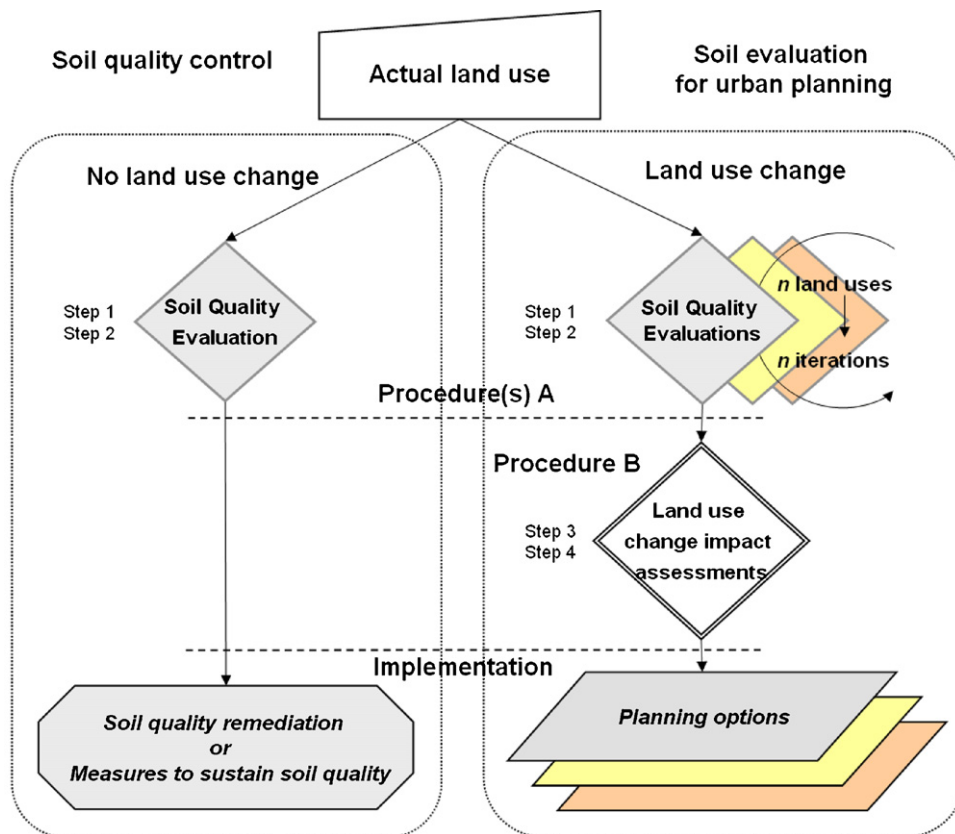 Soil quality control
Actual land use
Soil evaluation
for urban planning
No land use change
Land use change
Step 1
Step 2
Soil Quality
Evaluation
Step 1
Step 2
Soil Quality
Evaluations
n land uses
n iterations
Procedure(s) A
Procedure B
Step 3
Step 4
Land use
change impact
assessments
Implementation
Soil quality remediation
or
Measures to sustain soil quality
Planning options